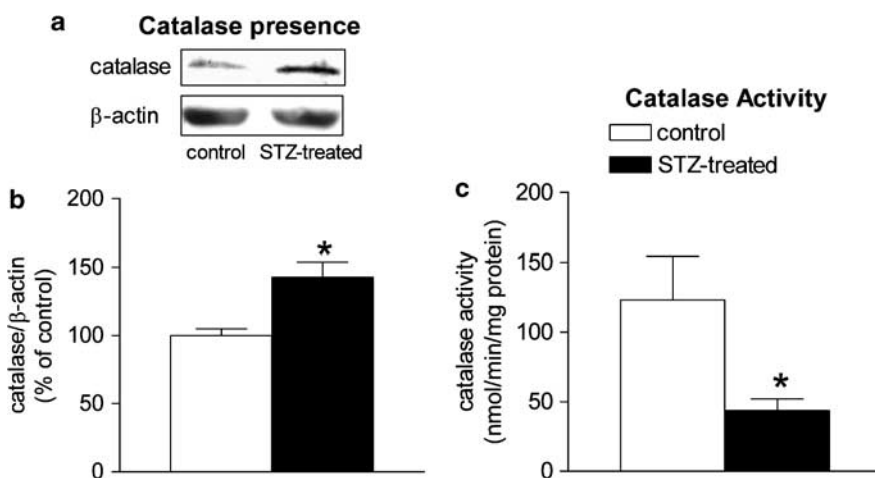 a
Catalase presence
catalase
β-actin
control STZ-treated
b
200
150
100
50
0
catalase/β-actin
(% of control)
*
Catalase Activity
control
STZ-treated
c
200
150
100
50
0
catalase activity
(nmol/min/mg protein)
*